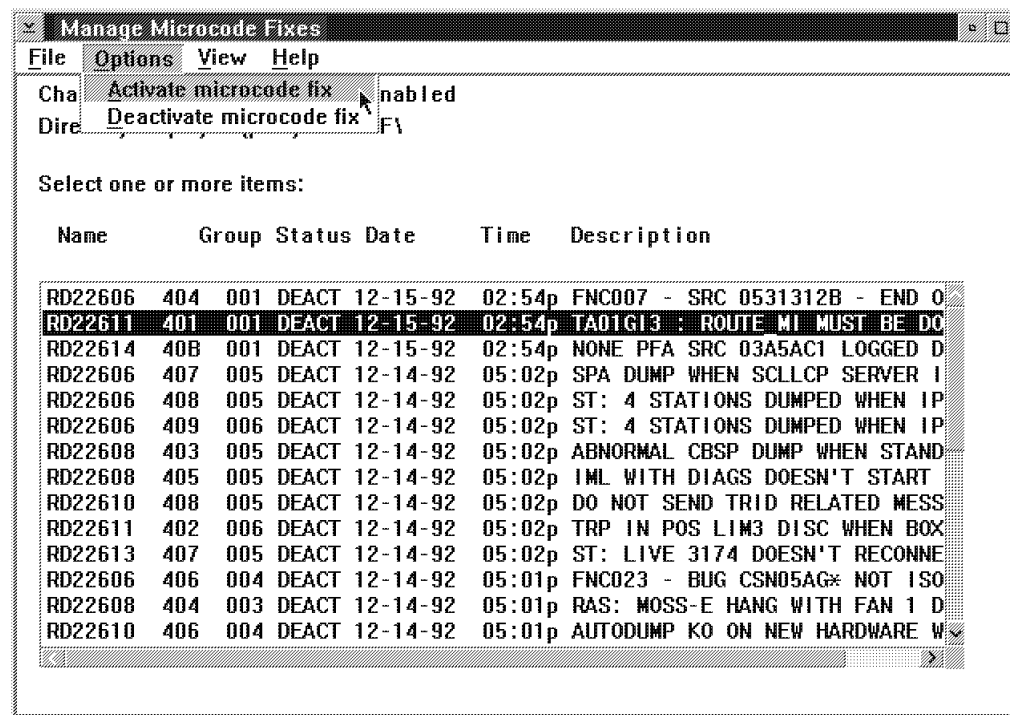 Manage Microcode Fixes
File Options View Help
Activate microcode fix
Deactivate microcode fix
Cha nabled
Dire F\
Select one or more items:
Name Group Status Date Time Description
RD22606 404 001 DEACT 12-15-92 02:54p FNC007 - SRC 0531312B - END O
RD22611 401 001 DEACT 12-15-92 02:54p TA01GI3 : ROUTE_MI MUST BE DO
RD22614 40B 001 DEACT 12-15-92 02:54p NONE PFA SRC 03A5AC1 LOGGED D
RD22606 407 005 DEACT 12-14-92 05:02p SPA DUMP WHEN SCLLCP SERVER I
RD22606 408 005 DEACT 12-14-92 05:02p ST: 4 STATIONS DUMPED WHEN IP
RD22606 409 006 DEACT 12-14-92 05:02p ST: 4 STATIONS DUMPED WHEN IP
RD22608 403 005 DEACT 12-14-92 05:02p ABNORMAL CBSP DUMP WHEN STAND
RD22608 405 005 DEACT 12-14-92 05:02p IML WITH DIAGS DOESN'T START
RD22610 408 005 DEACT 12-14-92 05:02p DO NOT SEND TRID RELATED MESS
RD22611 402 006 DEACT 12-14-92 05:02p TRP IN POS LIM3 DISC WHEN BOX
RD22613 407 005 DEACT 12-14-92 05:02p ST: LIVE 3174 DOESN'T RECONNE
RD22606 406 004 DEACT 12-14-92 05:01p FNC023 - BUG CSN05AG* NOT ISO
RD22608 404 003 DEACT 12-14-92 05:01p RAS: MOSS-E HANG WITH FAN 1 D
RD22610 406 004 DEACT 12-14-92 05:01p AUTODUMP KO ON NEW HARDWARE W